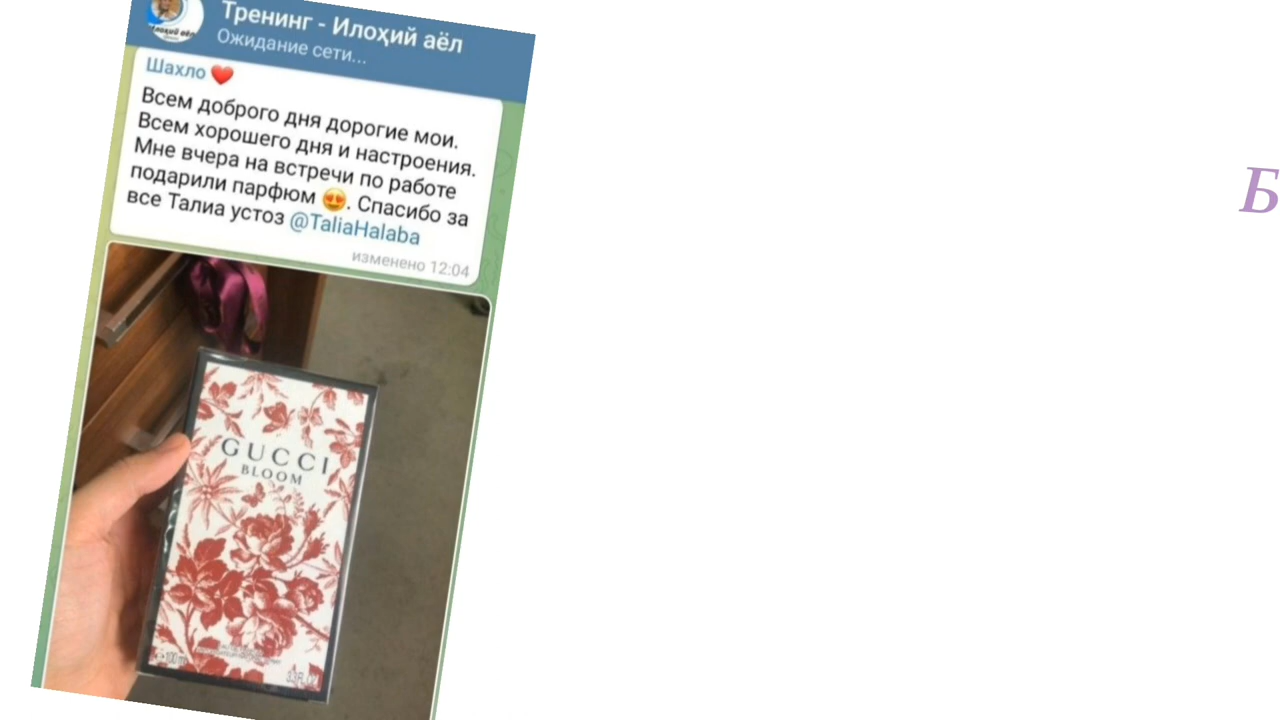 Тренинг - Илоҳий аёл
Ожидание сети...
Шахло ❤️
Всем доброго дня дорогие мои.
Всем хорошего дня и настроения.
Мне вчера на встречи по работе
подарили парфюм 😍. Спасибо за
все Талиа устоз @TaliaHalaba
изменено 12:04
GUCCI
BLOOM
Б